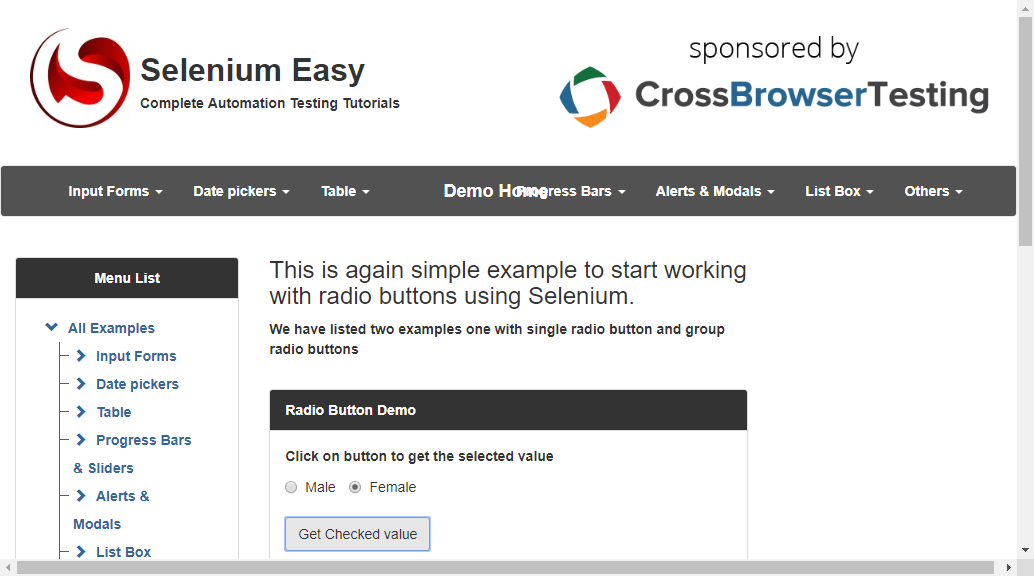 Selenium Easy
Complete Automation Testing Tutorials
sponsored by
CrossBrowserTesting
Input Forms Date pickers Table Demo Home Progress Bars Alerts & Modals List Box Others
Menu List
All Examples
Input Forms
Date pickers
Table
Progress Bars
& Sliders
Alerts &
Modals
List Box
This is again simple example to start working
with radio buttons using Selenium.
We have listed two examples one with single radio button and group
radio buttons
Radio Button Demo
Click on button to get the selected value
Male Female
Get Checked value